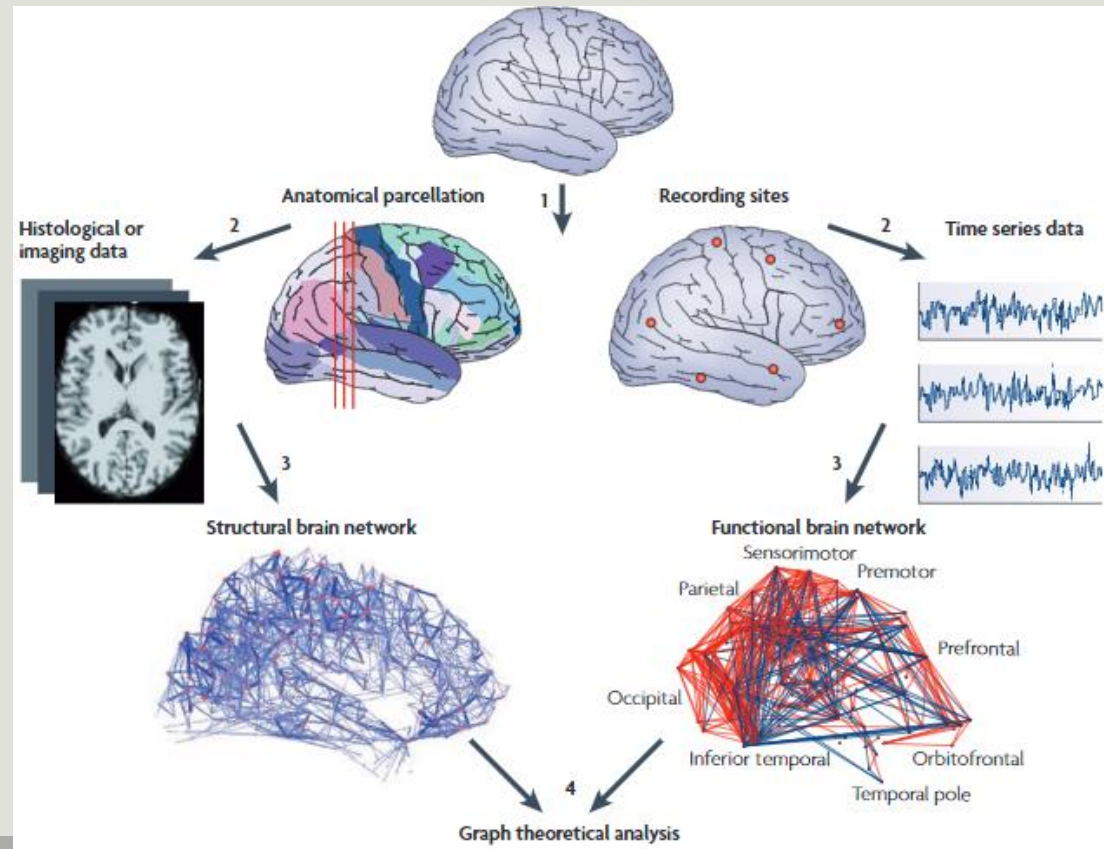 Anatomical parcellation
1
Recording sites
Histological or
imaging data
2
2
Time series data
3
3
Structural brain network
Functional brain network
Sensorimotor
Premotor
Parietal
Prefrontal
Occipital
Inferior temporal
Orbitofrontal
Temporal pole
4
Graph theoretical analysis